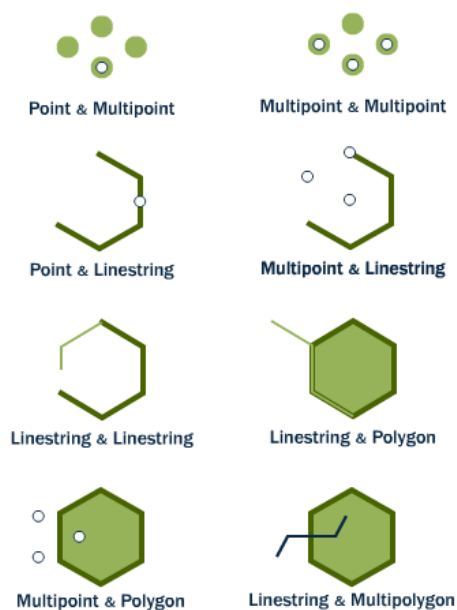 Point & Multipoint
Multipoint & Multipoint
Point & Linestring
Multipoint & Linestring
Linestring & Linestring
Linestring & Polygon
Multipoint & Polygon
Linestring & Multipolygon